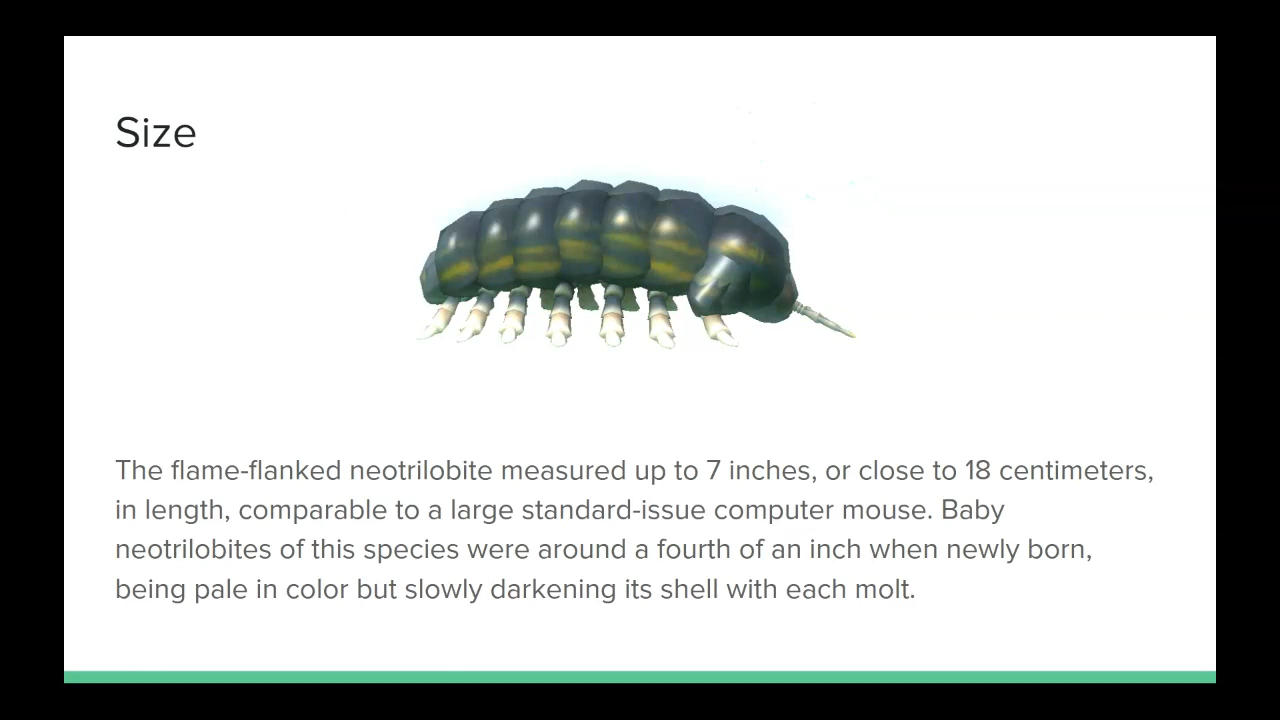 Size
The flame-flanked neotrilobite measured up to 7 inches, or close to 18 centimeters,
in length, comparable to a large standard-issue computer mouse. Baby
neotrilobites of this species were around a fourth of an inch when newly born,
being pale in color but slowly darkening its shell with each molt.